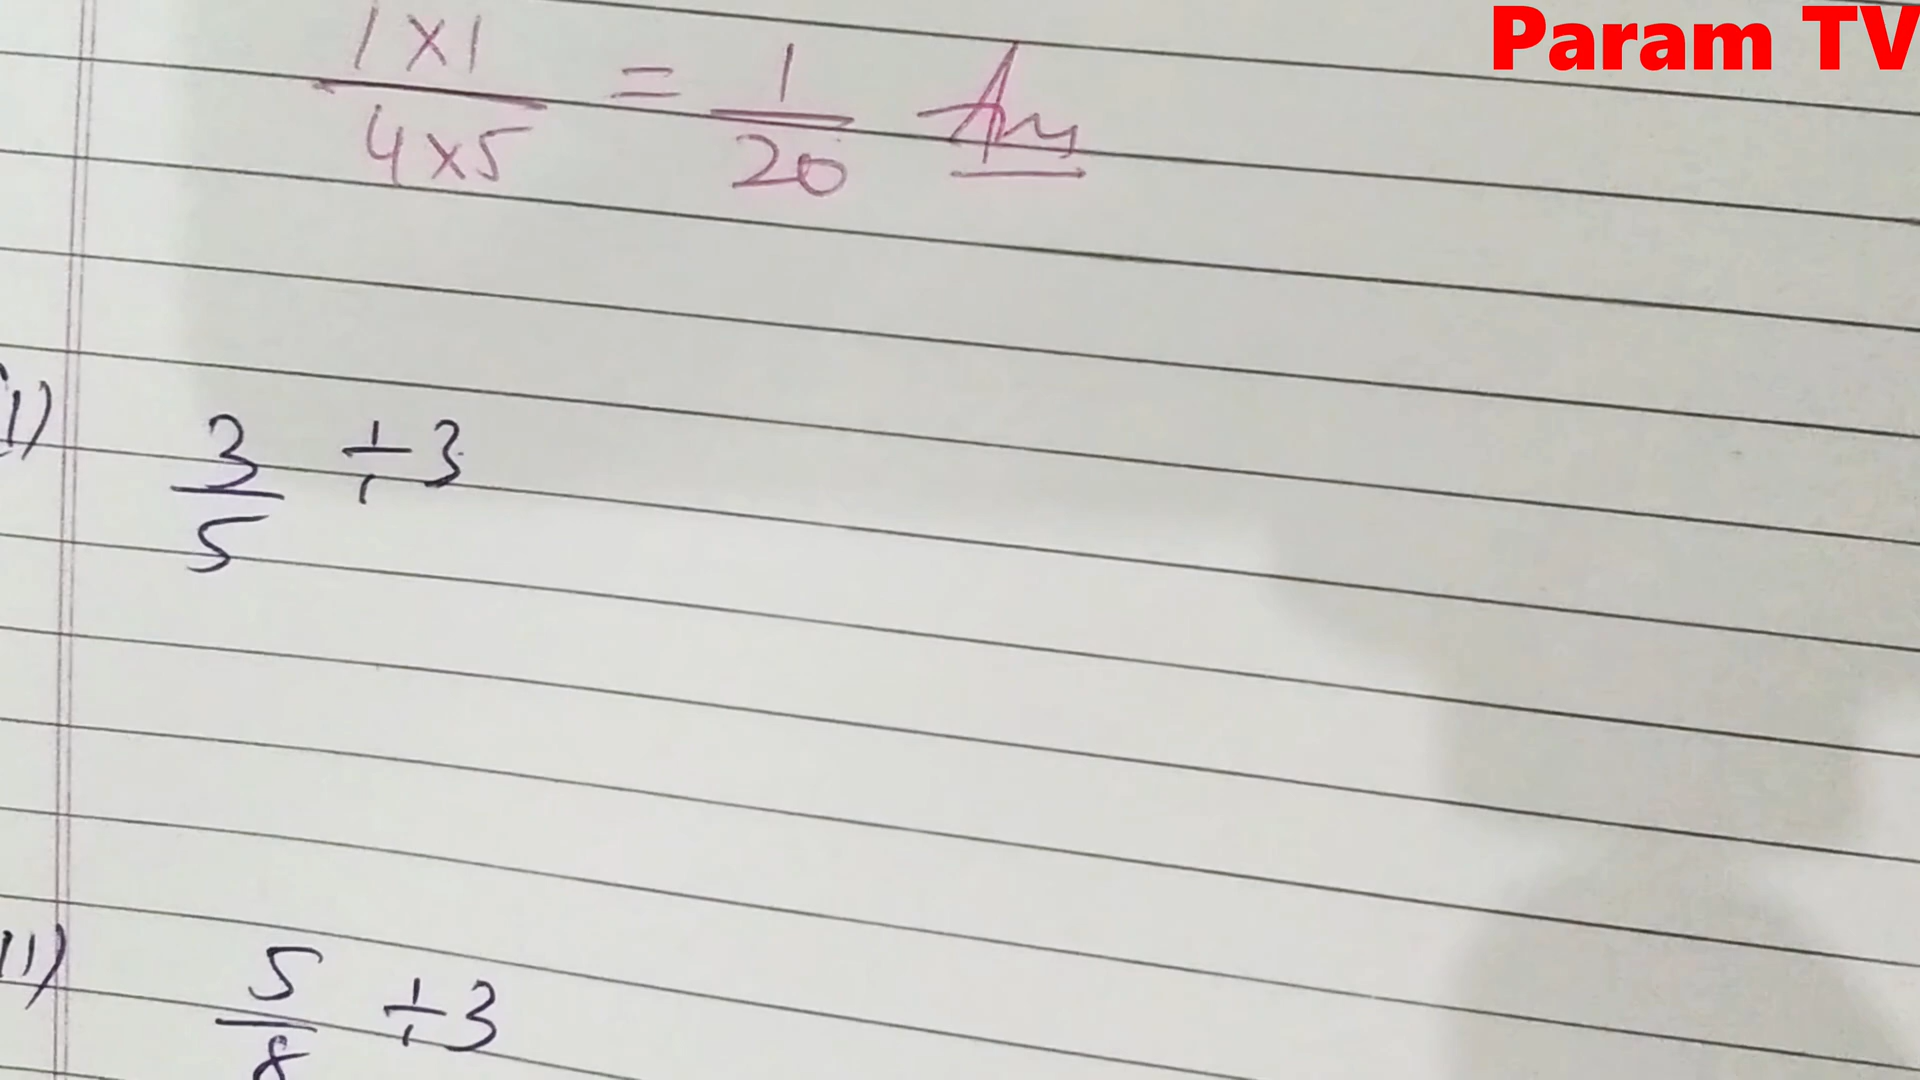 Param TV
1×1/4×5 = 1/20 Ans
i) 3/5 ÷3
ii) 5/8 ÷3